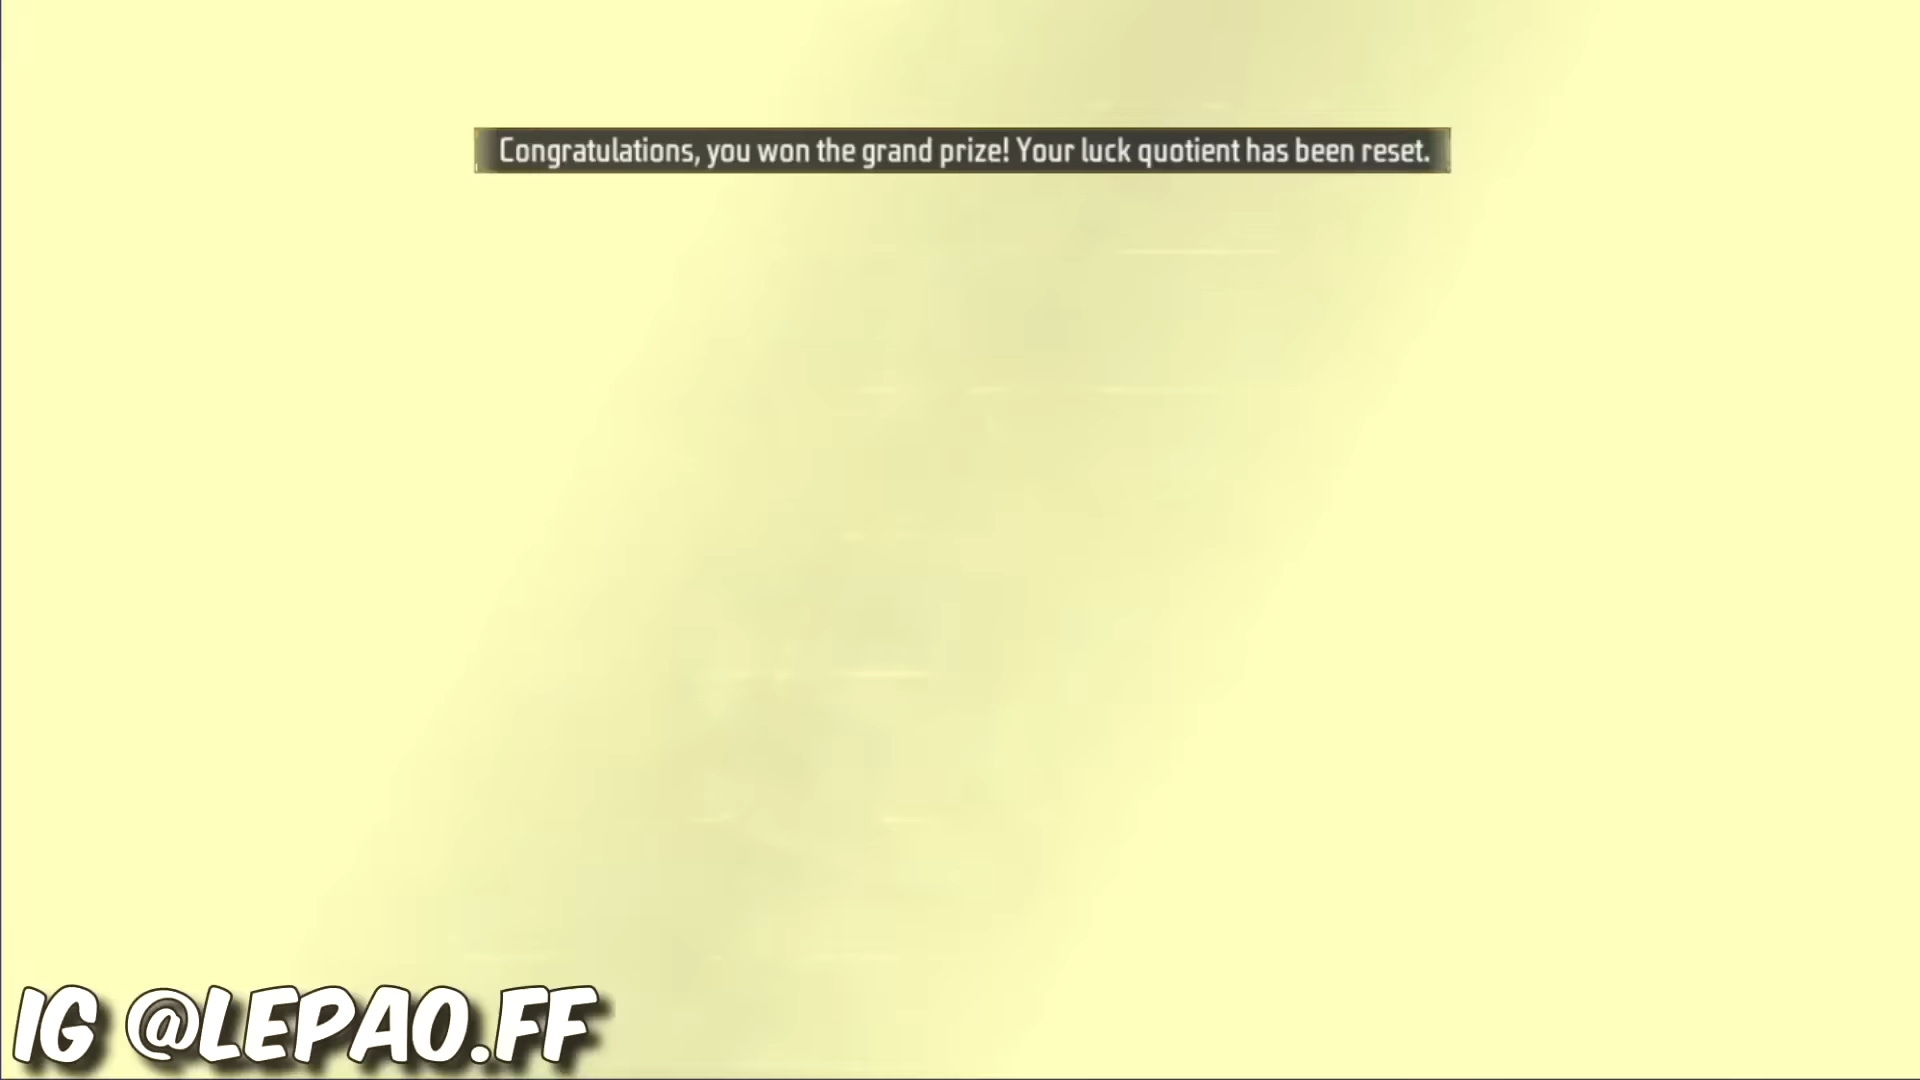 Congratulations, you won the grand prize! Your luck quotient has been reset.
IG @LEPAO.FF